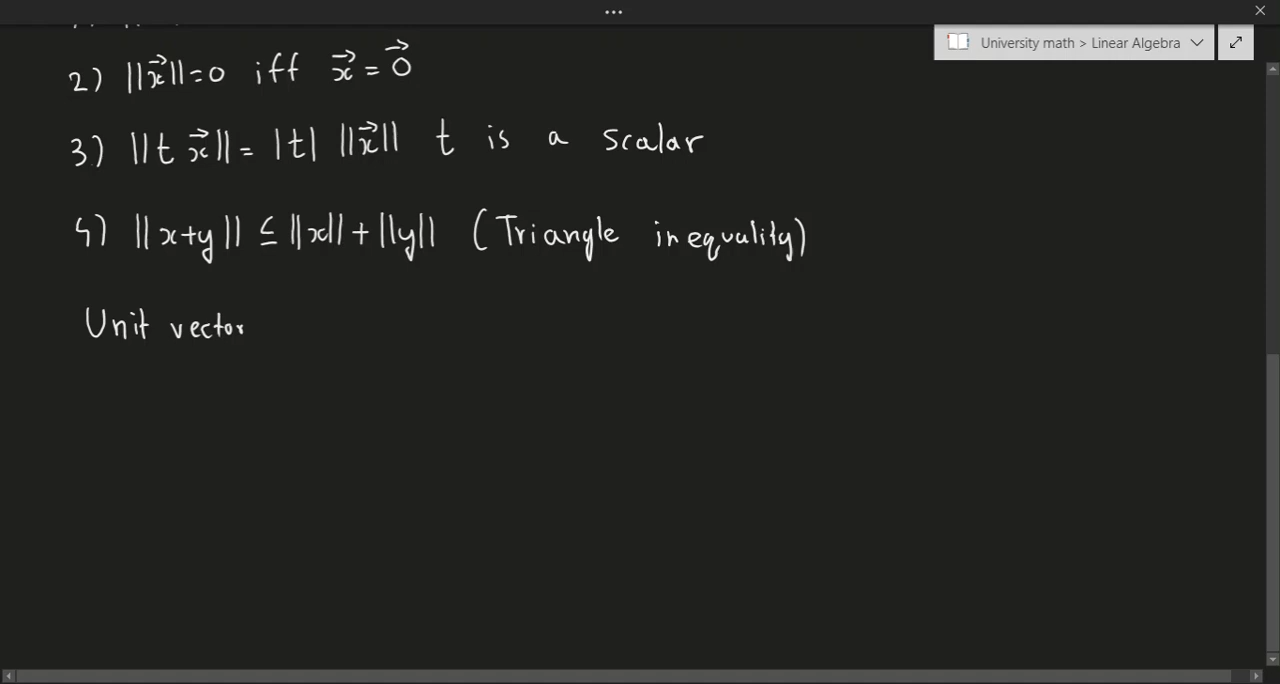 University math > Linear Algebra
2) ||x⃗||=0 iff x⃗ = 0⃗
3) ||t x⃗|| = |t| ||x⃗|| t is a scalar
4) ||x+y|| ≤ ||x|| + ||y|| (Triangle inequality)
Unit vector